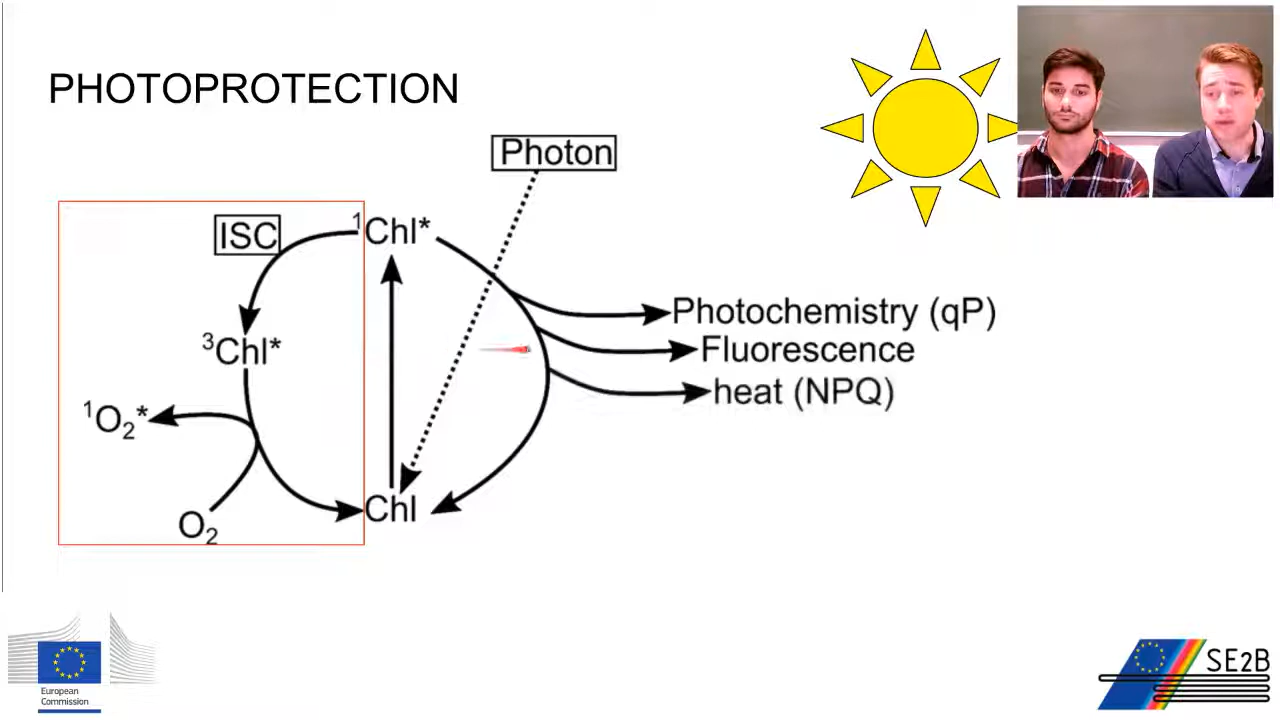 PHOTOPROTECTION
Photon
ISC
¹Chl*
Photochemistry (qP)
³Chl*
Fluorescence
heat (NPQ)
¹O₂*
Chl
O₂
European
Commission
SE2B